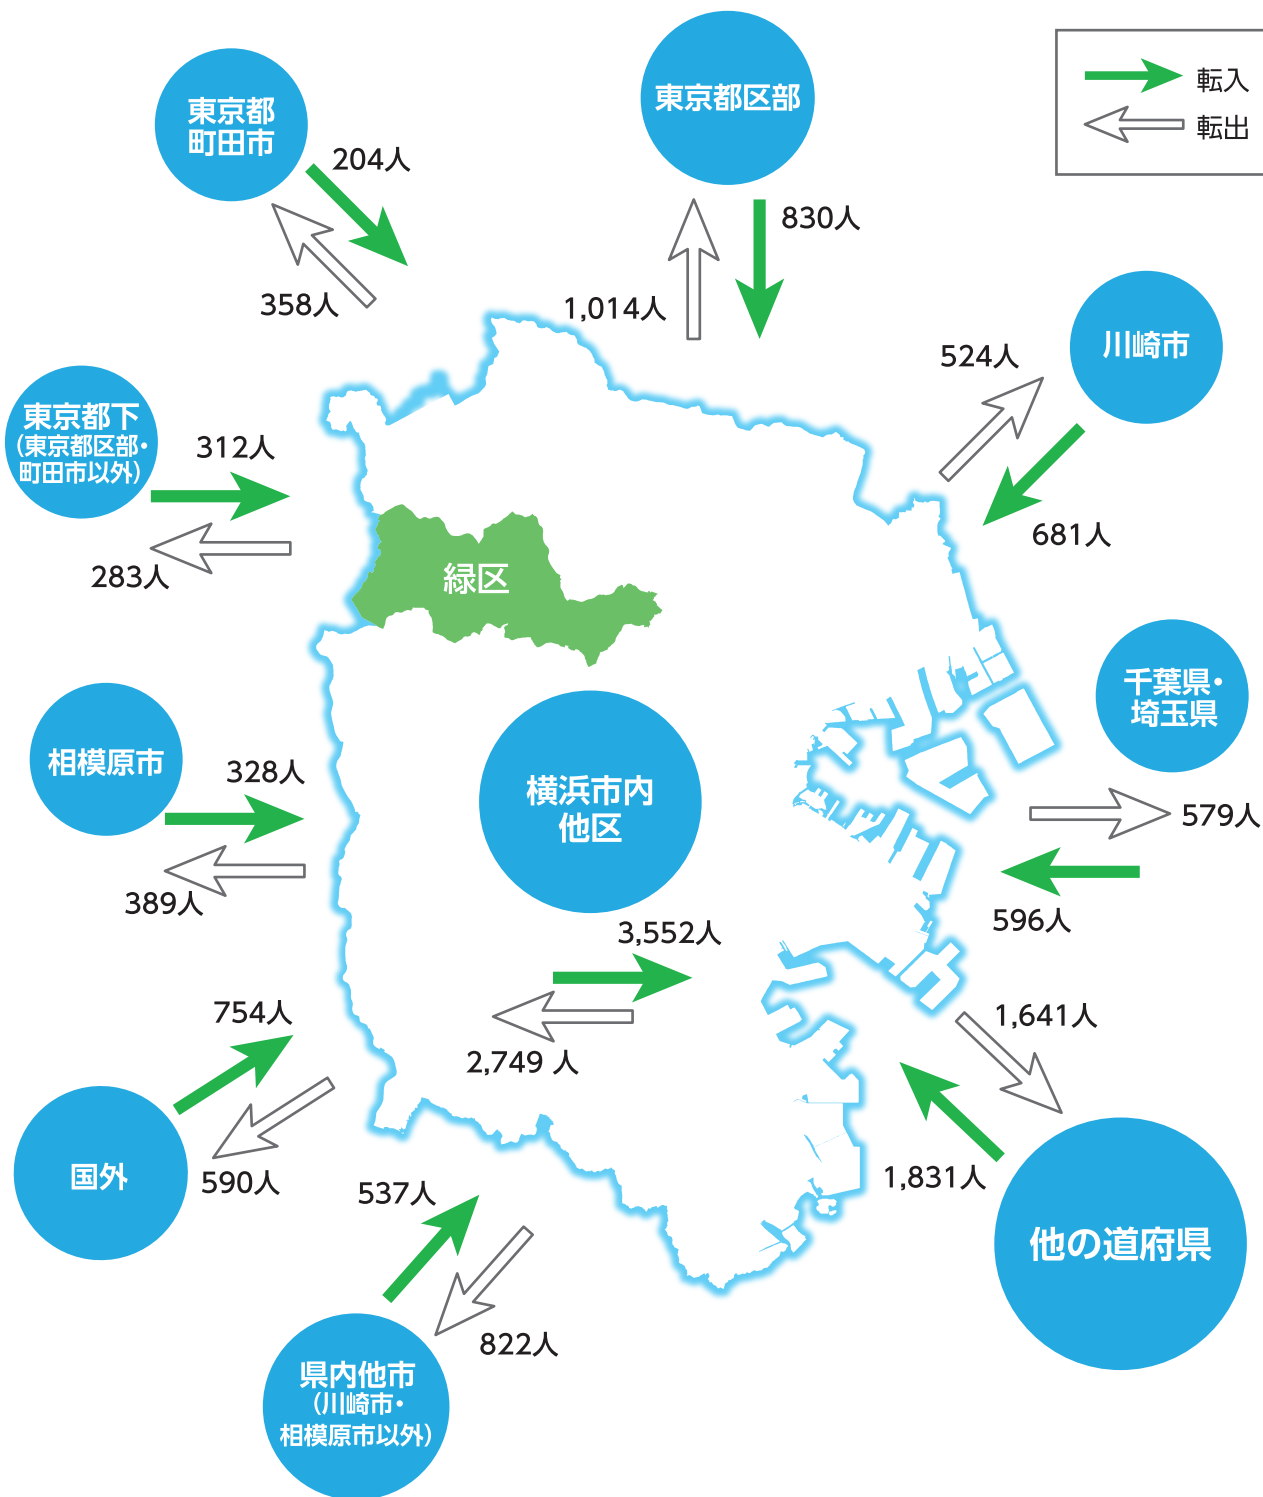 東京都
町田市
204人
358人
東京都区部
830人
1,014人
転入
転出
川崎市
524人
681人
東京都下
(東京都区部・
町田市以外)
312人
283人
緑区
千葉県・
埼玉県
579人
596人
相模原市
328人
389人
横浜市内
他区
3,552人
2,749 人
国外
754人
590人
1,641人
1,831人
他の道府県
537人
822人
県内他市
(川崎市・
相模原市以外)